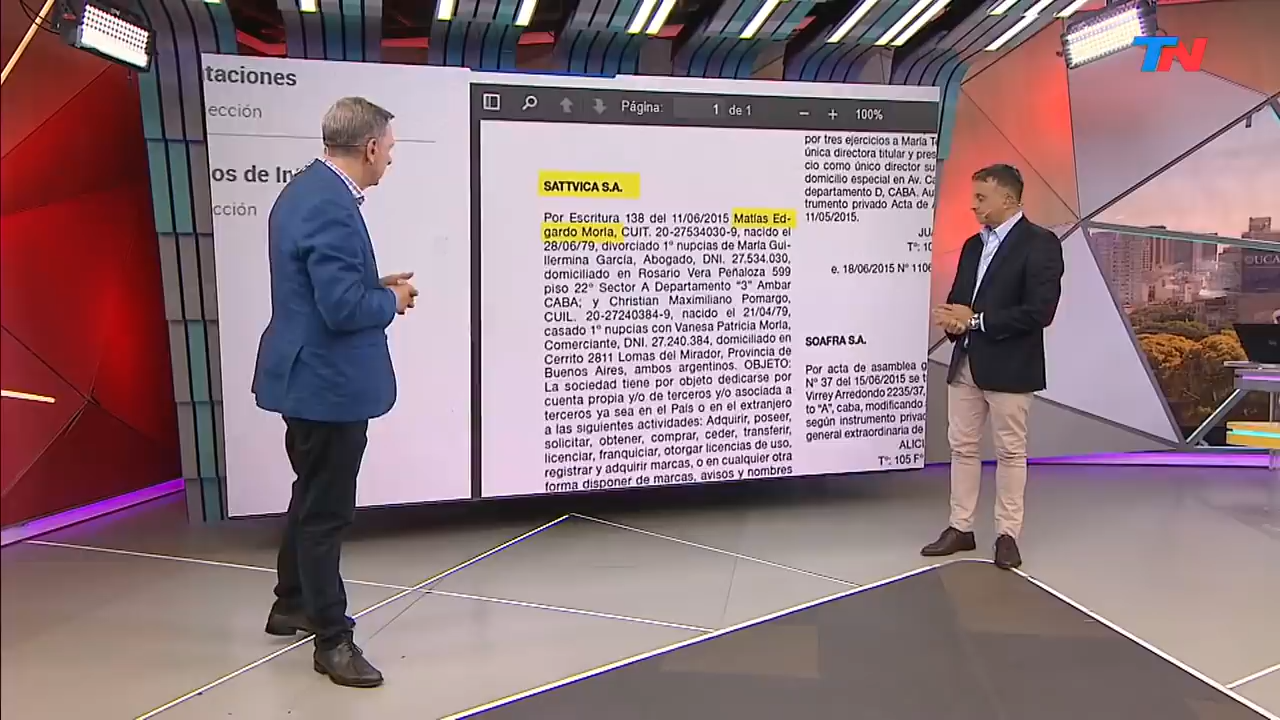 TN
taciones
ección
os de In
cción
Página: 1 de 1 100%
SATTVICA S.A.
Por Escritura 138 del 11/06/2015 Matías Ed-
gardo Morla, CUIT. 20-27534030-9, nacido el
28/06/79, divorciado 1° nupcias de María Gui-
llermina García, Abogado, DNI. 27.534.030,
domiciliado en Rosario Vera Peñaloza 599
piso 22° Sector A Departamento “3” Ambar
CABA; y Christian Maximiliano Pomargo,
CUIL. 20-27240384-9, nacido el 21/04/79,
casado 1° nupcias con Vanesa Patricia Morla,
Comerciante, DNI. 27.240.384, domiciliado en
Cerrito 2811 Lomas del Mirador, Provincia de
Buenos Aires, ambos argentinos. OBJETO:
La sociedad tiene por objeto dedicarse por
cuenta propia y/o de terceros y/o asociada a
terceros ya sea en el País o en el extranjero
a las siguientes actividades: Adquirir, poseer,
solicitar, obtener, comprar, ceder, transferir,
licenciar, franquiciar, otorgar licencias de uso,
registrar y adquirir marcas, o en cualquier otra
forma disponer de marcas, avisos y nombres
por tres ejercicios a María T
única directora titular y pres
cio como único director su
domicilio especial en Av. Ca
departamento D, CABA. Au
trumento privado Acta de
11/05/2015.
JU
T°: 10
e. 18/06/2015 N° 1106
SOAFRA S.A.
Por acta de asamblea g
N° 37 del 15/06/2015 se t
Virrey Arredondo 2235/37,
to “A”, caba, modificando
según instrumento priva
general extraordinaria de
ALICI
T°: 105 F°
UCA